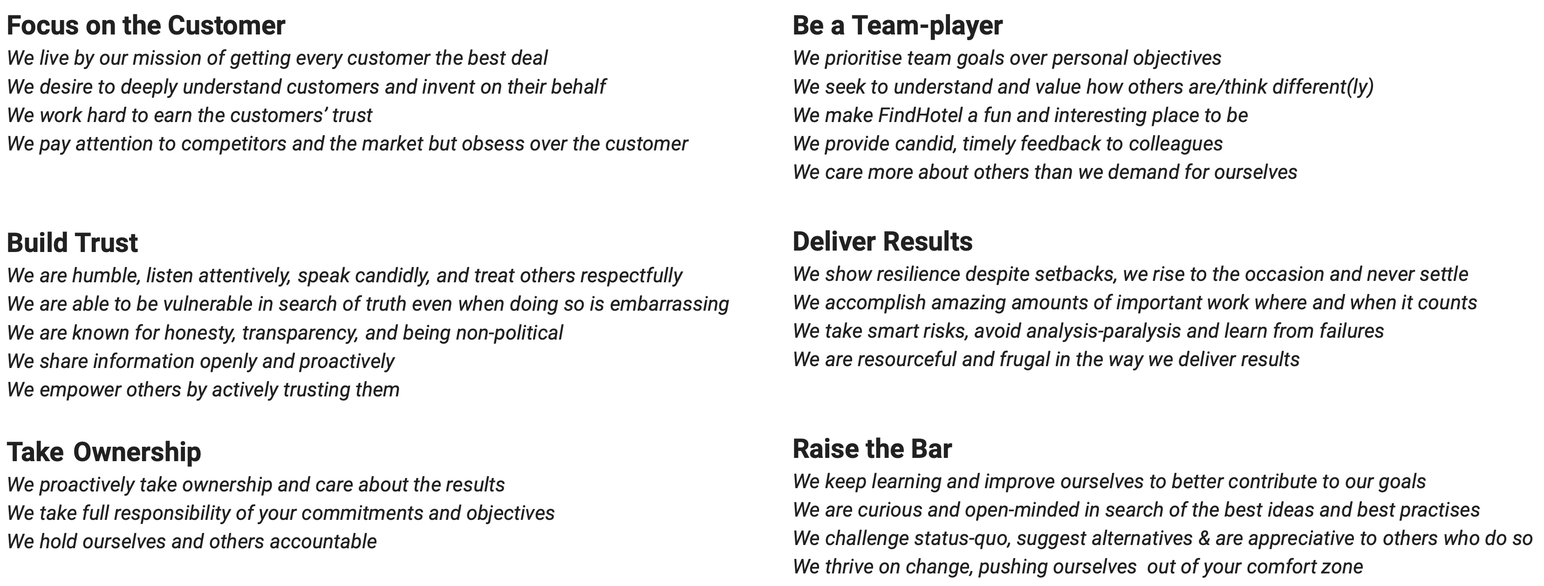 Focus on the Customer
We live by our mission of getting every customer the best deal
We desire to deeply understand customers and invent on their behalf
We work hard to earn the customers’ trust
We pay attention to competitors and the market but obsess over the customer
Be a Team-player
We prioritise team goals over personal objectives
We seek to understand and value how others are/think different(ly)
We make FindHotel a fun and interesting place to be
We provide candid, timely feedback to colleagues
We care more about others than we demand for ourselves
Build Trust
We are humble, listen attentively, speak candidly, and treat others respectfully
We are able to be vulnerable in search of truth even when doing so is embarrassing
We are known for honesty, transparency, and being non-political
We share information openly and proactively
We empower others by actively trusting them
Deliver Results
We show resilience despite setbacks, we rise to the occasion and never settle
We accomplish amazing amounts of important work where and when it counts
We take smart risks, avoid analysis-paralysis and learn from failures
We are resourceful and frugal in the way we deliver results
Take Ownership
We proactively take ownership and care about the results
We take full responsibility of your commitments and objectives
We hold ourselves and others accountable
Raise the Bar
We keep learning and improve ourselves to better contribute to our goals
We are curious and open-minded in search of the best ideas and best practises
We challenge status-quo, suggest alternatives & are appreciative to others who do so
We thrive on change, pushing ourselves  out of your comfort zone